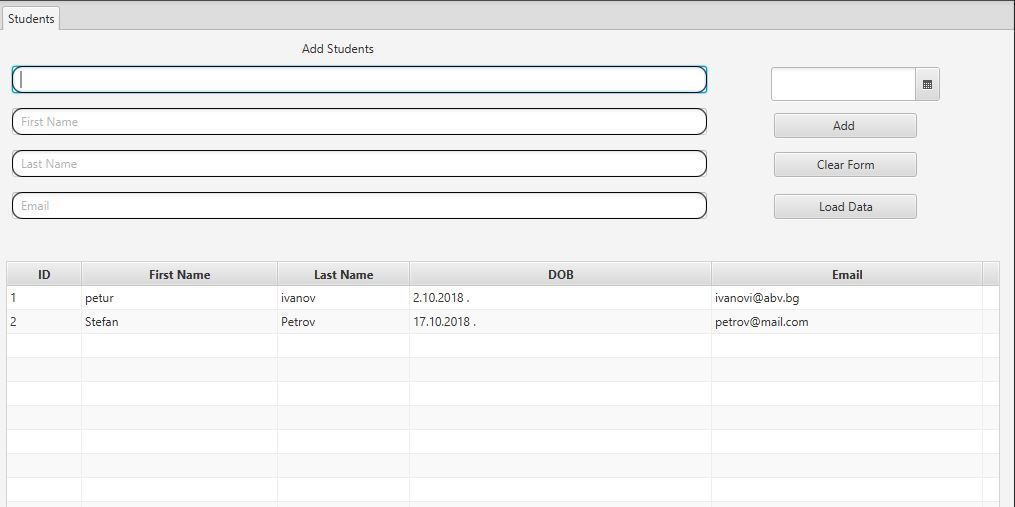 Students
Add Students
First Name
Add
Last Name
Clear Form
Email
Load Data
ID First Name Last Name DOB Email
1 petur ivanov 2.10.2018 . ivanovi@abv.bg
2 Stefan Petrov 17.10.2018 . petrov@mail.com